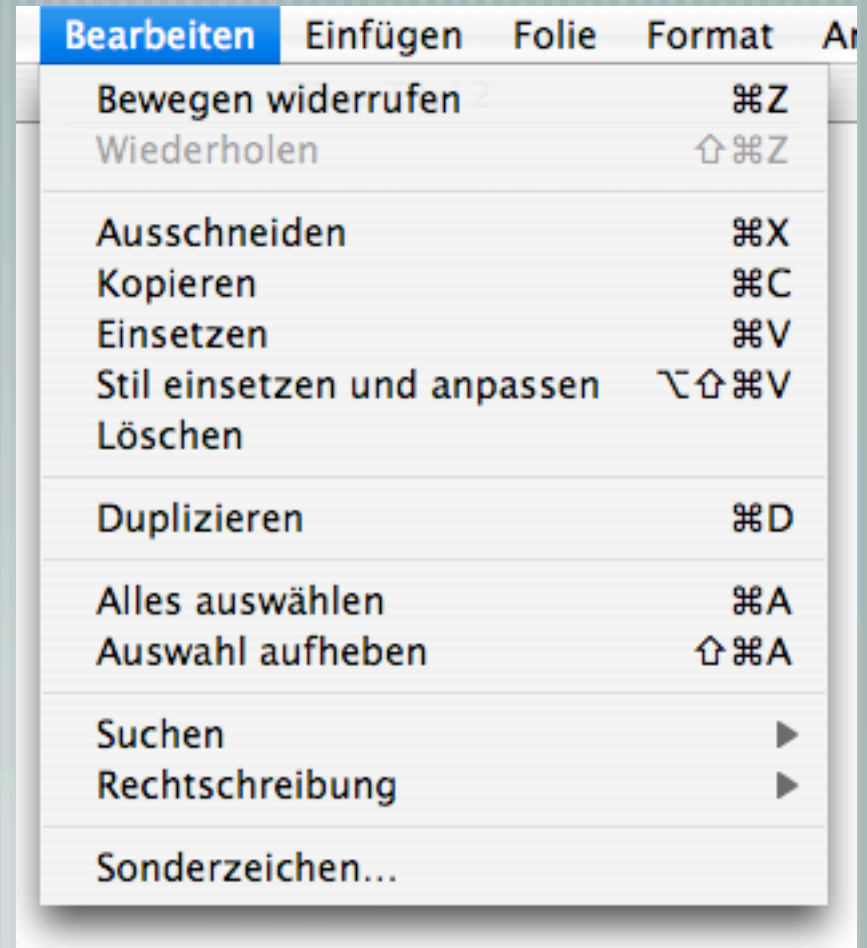 Bearbeiten Einfügen Folie Format
Bewegen widerrufen 2 ⌘Z
Wiederholen ⇧⌘Z
Ausschneiden ⌘X
Kopieren ⌘C
Einsetzen ⌘V
Stil einsetzen und anpassen ⌥⇧⌘V
Löschen
Duplizieren ⌘D
Alles auswählen ⌘A
Auswahl aufheben ⇧⌘A
Suchen ▶
Rechtschreibung ▶
Sonderzeichen...